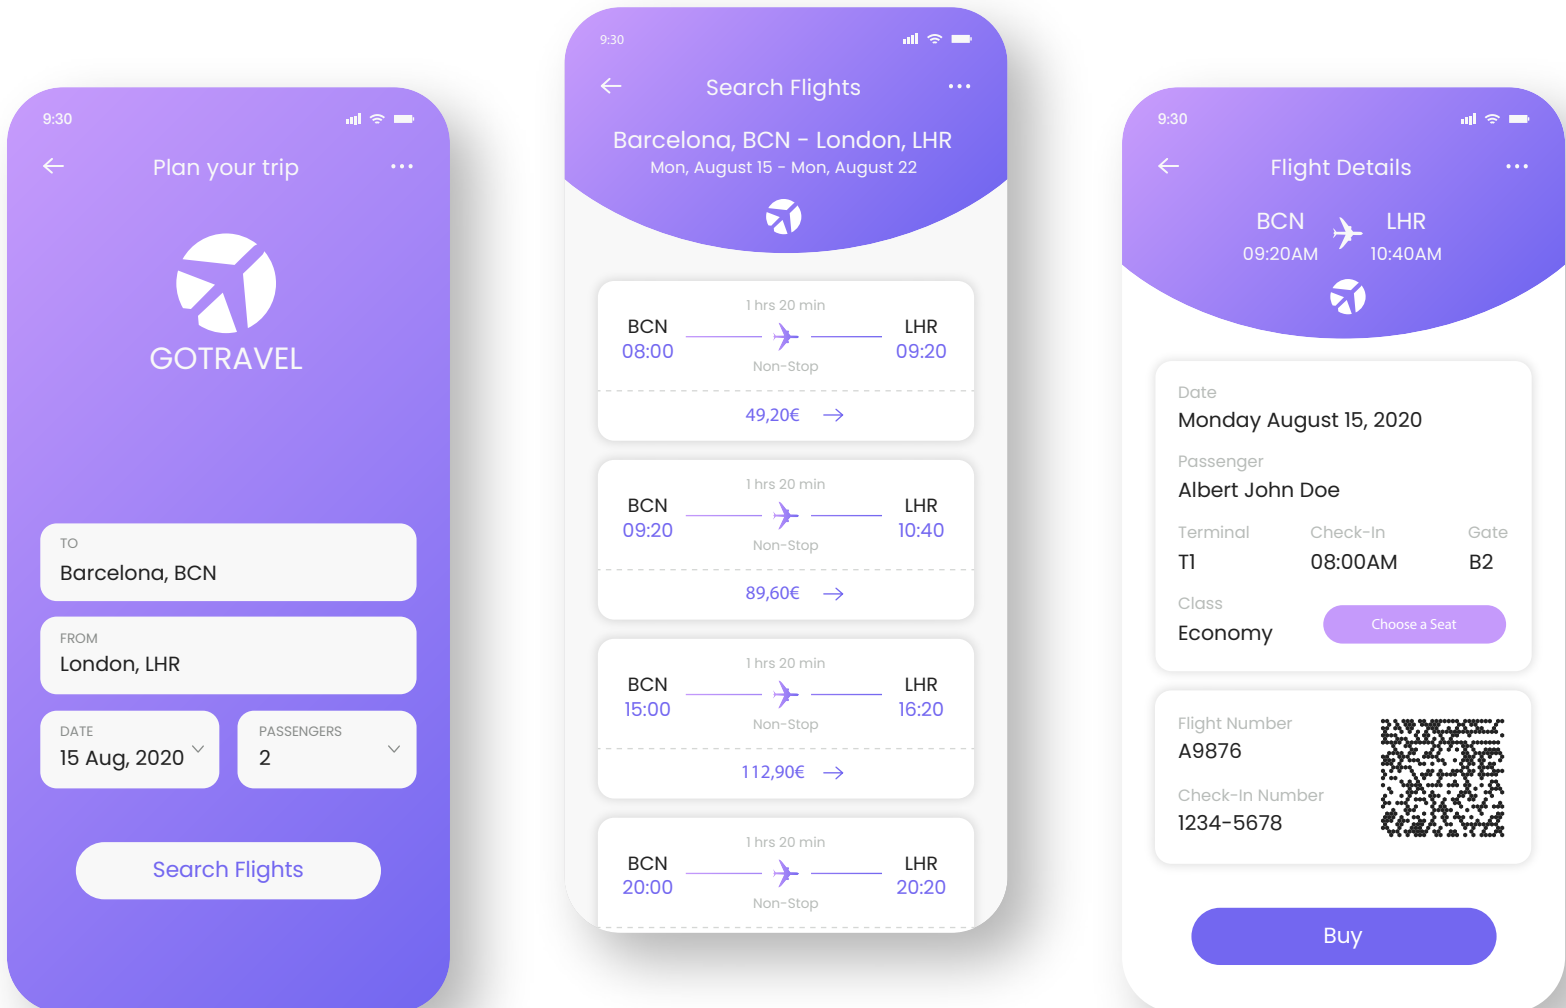 9:30
Plan your trip
GOTRAVEL
TO
Barcelona, BCN
FROM
London, LHR
DATE
15 Aug, 2020
PASSENGERS
2
Search Flights
9:30
Search Flights
Barcelona, BCN - London, LHR
Mon, August 15 - Mon, August 22
1 hrs 20 min
BCN LHR
08:00 09:20
Non-Stop
49,20€
1 hrs 20 min
BCN LHR
09:20 10:40
Non-Stop
89,60€
1 hrs 20 min
BCN LHR
15:00 16:20
Non-Stop
112,90€
1 hrs 20 min
BCN LHR
20:00 20:20
Non-Stop
9:30
Flight Details
BCN LHR
09:20AM 10:40AM
Date
Monday August 15, 2020
Passenger
Albert John Doe
Terminal Check-In Gate
T1 08:00AM B2
Class
Economy
Choose a Seat
Flight Number
A9876
Check-In Number
1234-5678
Buy